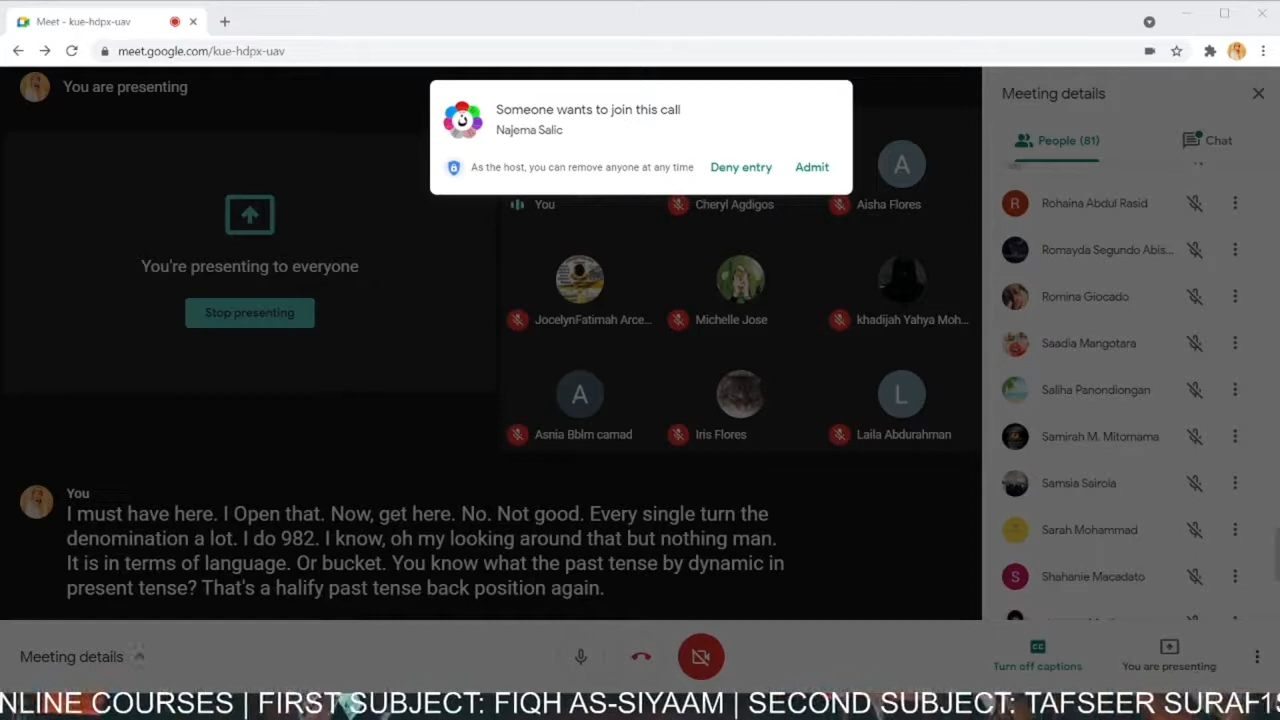 Meet - kue-hdpx-uav
meet.google.com/kue-hdpx-uav
You are presenting
Someone wants to join this call
Najema Salic
As the host, you can remove anyone at any time
Deny entry
Admit
Meeting details
People (81)
Chat
You're presenting to everyone
Stop presenting
A
You
Cheryl Agdigos
Aisha Flores
JocelynFatimah Arce...
Michelle Jose
khadijah Yahya Moh...
A
L
Asnia Bblm camad
Iris Flores
Laila Abdurahman
R
Rohaina Abdul Rasid
Romayda Segundo Abis...
Romina Giocado
Saadia Mangotara
Saliha Panondiongan
Samirah M. Mitomama
Samsia Sairola
Sarah Mohammad
S
Shahanie Macadato
You
I must have here. I Open that. Now, get here. No. Not good. Every single turn the
denomination a lot. I do 982. I know, oh my looking around that but nothing man.
It is in terms of language. Or bucket. You know what the past tense by dynamic in
present tense? That's a halify past tense back position again.
Meeting details
CC
Turn off captions
You are presenting
NLINE COURSES | FIRST SUBJECT: FIQH AS-SIYAAM | SECOND SUBJECT: TAFSEER SURAH